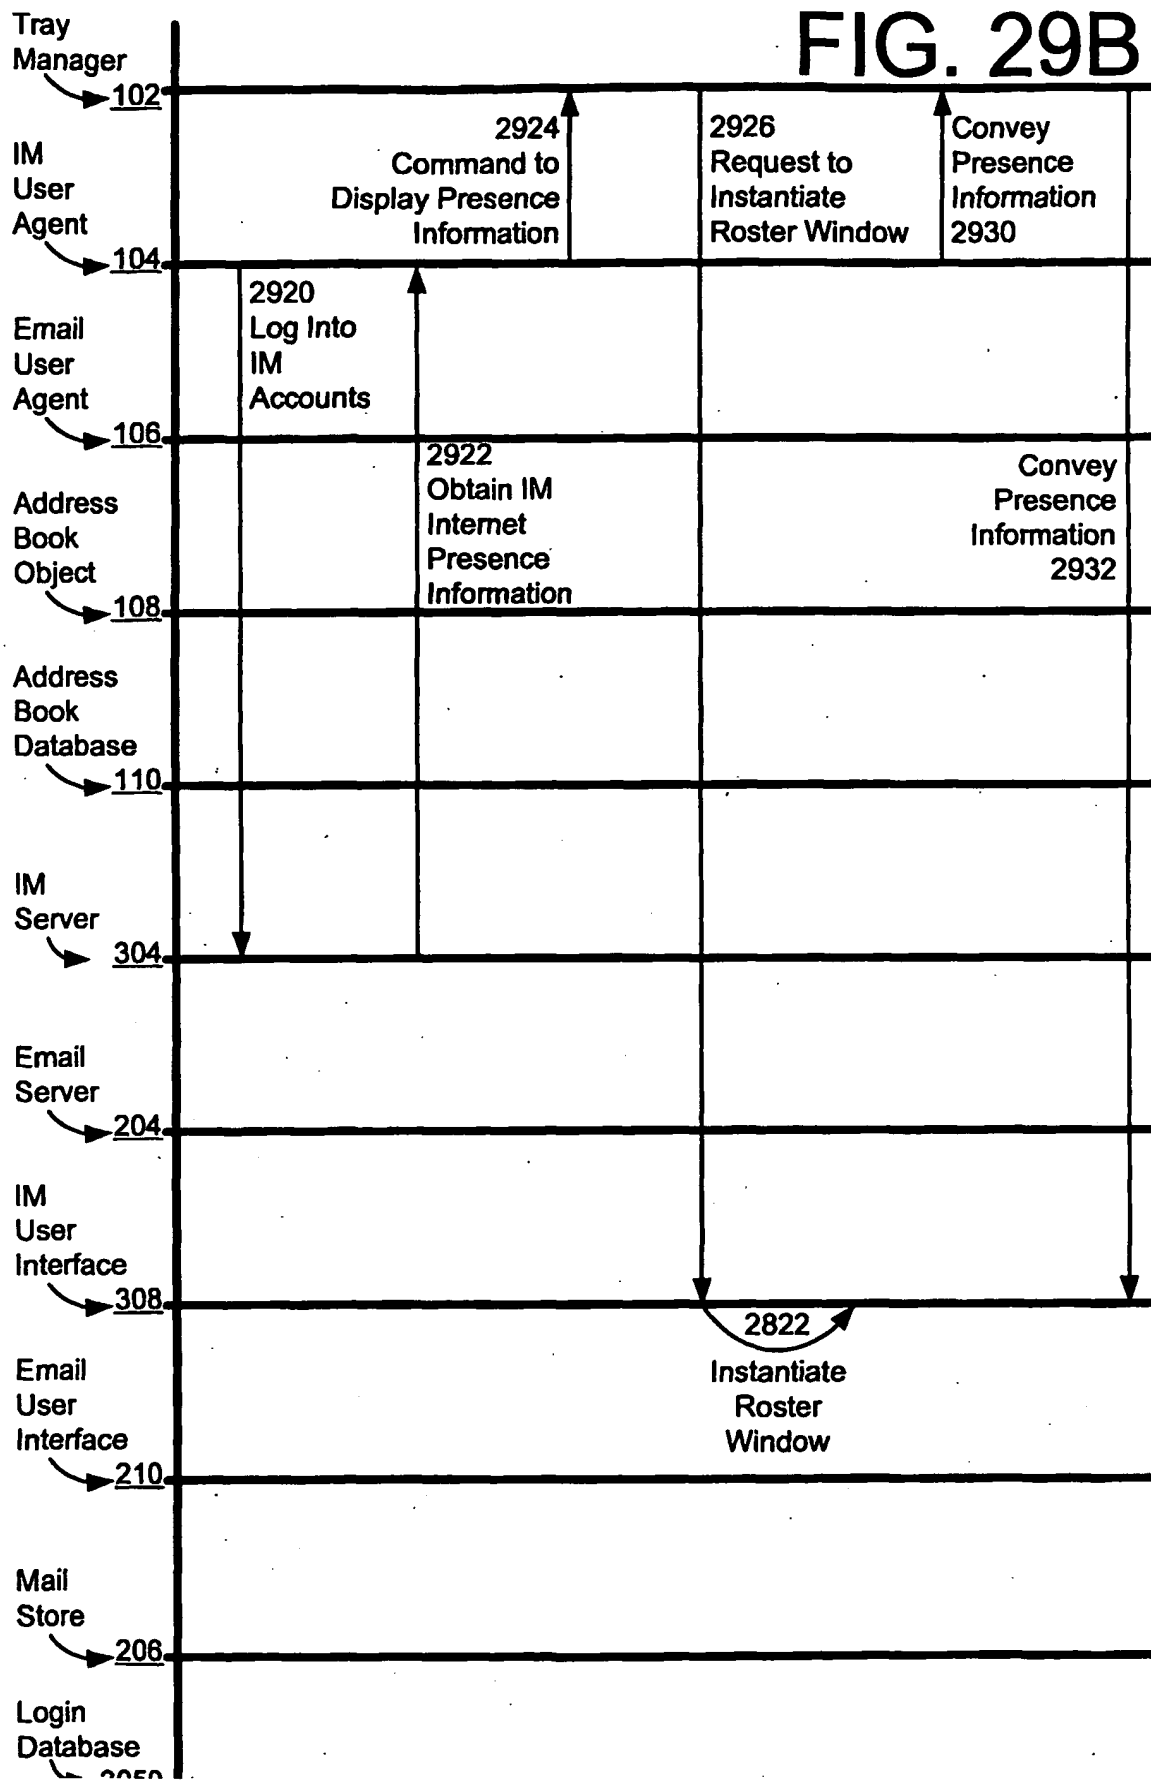 FIG. 29B
Tray
Manager
102
IM
User
Agent
104
Email
User
Agent
106
Address
Book
Object
108
Address
Book
Database
110
IM
Server
304
Email
Server
204
IM
User
Interface
308
Email
User
Interface
210
Mail
Store
206
Login
Database
2924
Command to
Display Presence
Information
2926
Request to
Instantiate
Roster Window
Convey
Presence
Information
2930
2920
Log Into
IM
Accounts
2922
Obtain IM
Internet
Presence
Information
Convey
Presence
Information
2932
2822
Instantiate
Roster
Window